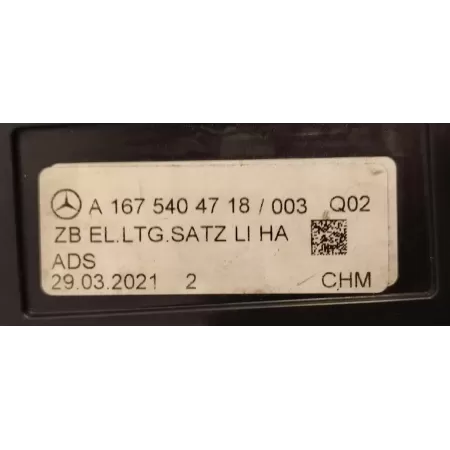 A 167 540 47 18 / 003 Q02
ZB EL.LTG.SATZ LI HA
ADS
29.03.2021 2 CHM